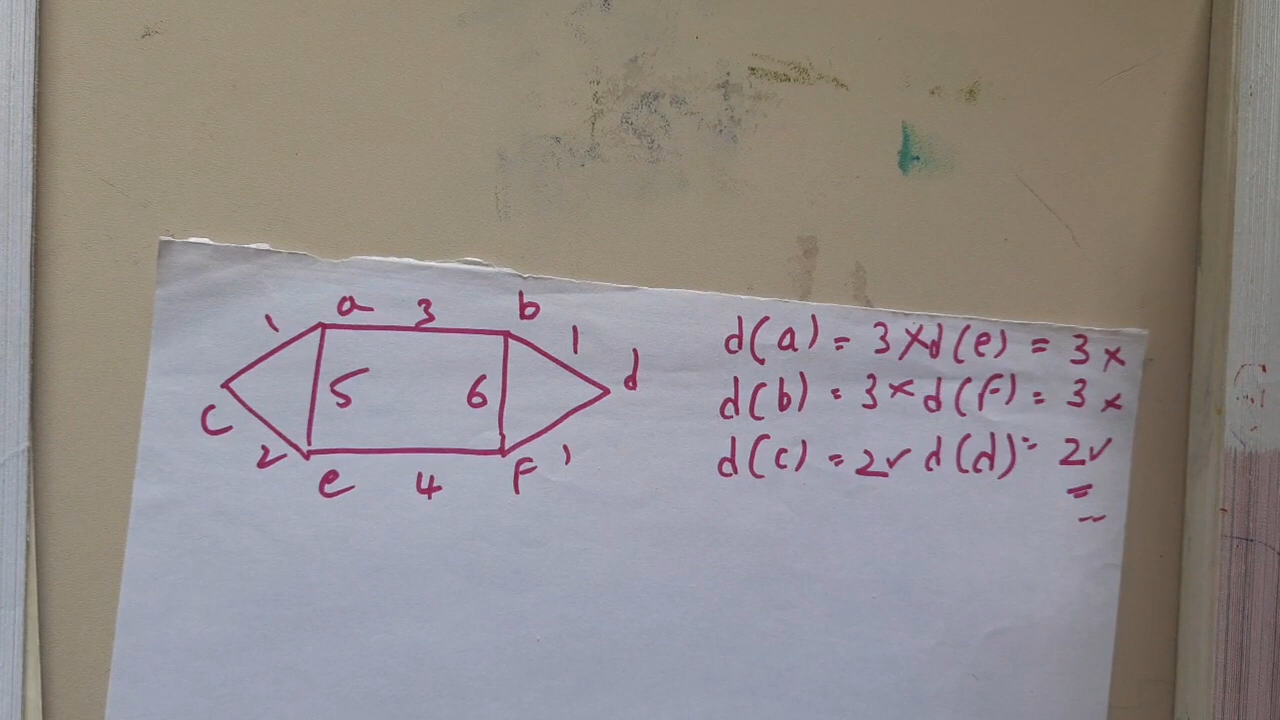 a 3 b
1 1
5 6 d
C
2 1
e 4 F
d(a) = 3 × d(e) = 3 ×
d(b) = 3 × d(F) = 3 ×
d(c) = 2 ✓ d(d) = 2 ✓